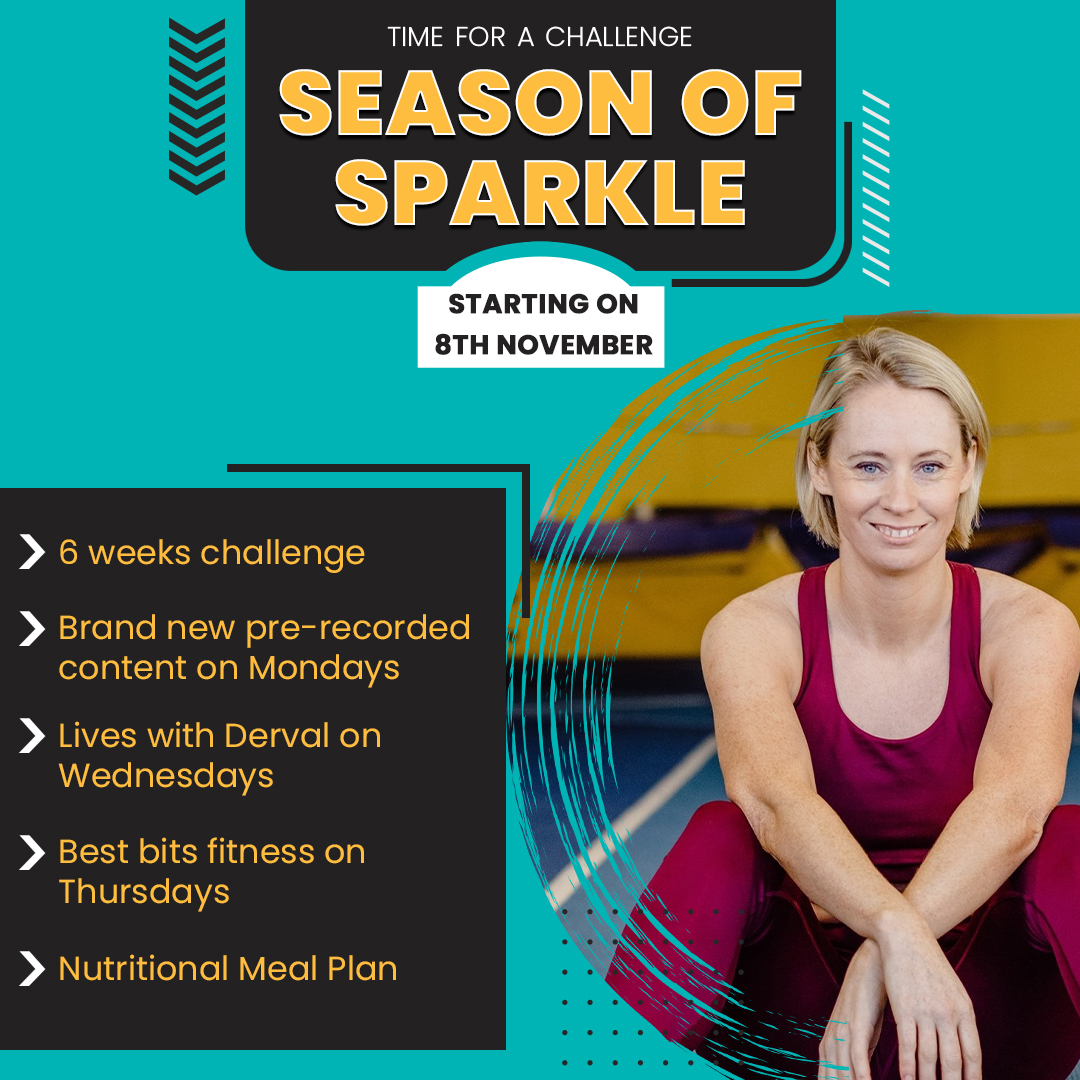 TIME FOR A CHALLENGE
SEASON OF
SPARKLE
STARTING ON
8TH NOVEMBER
6 weeks challenge
Brand new pre-recorded
content on Mondays
Lives with Derval on
Wednesdays
Best bits fitness on
Thursdays
Nutritional Meal Plan